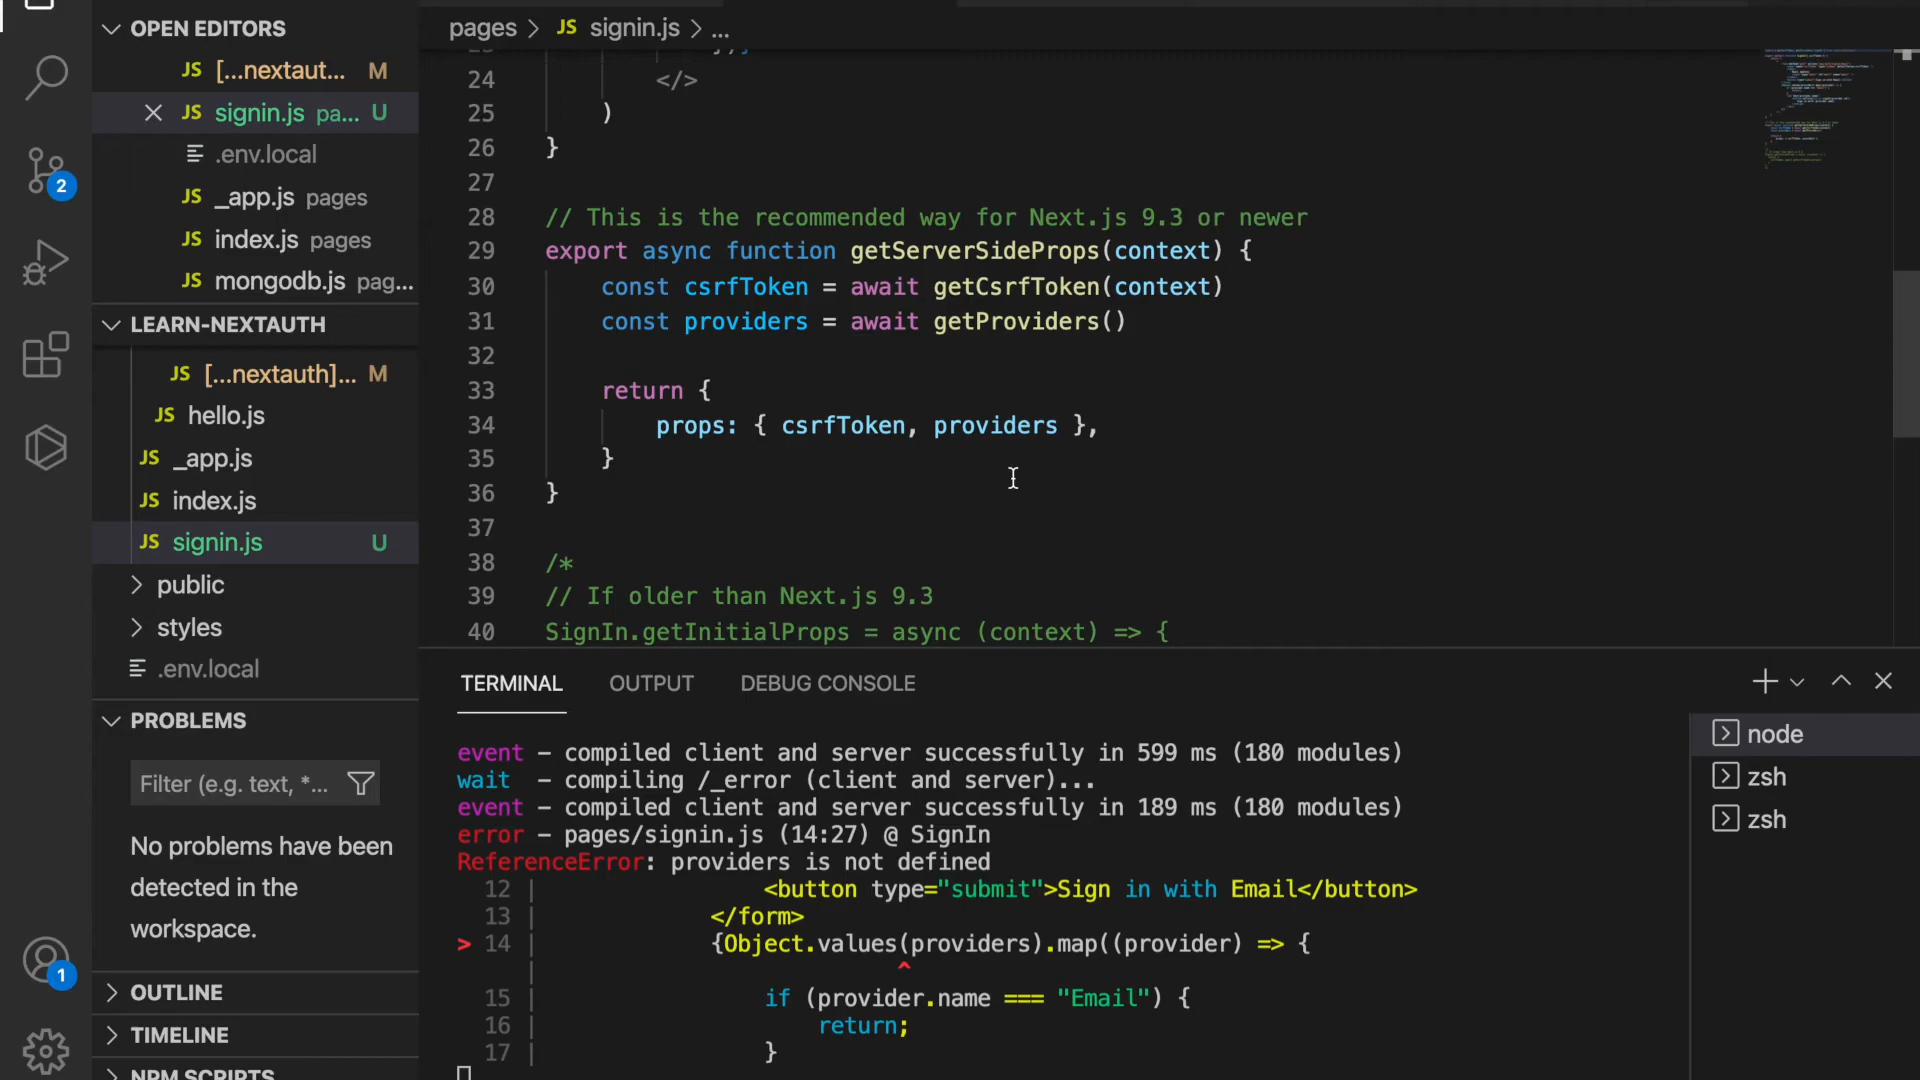 OPEN EDITORS
JS [...nextaut... M
JS signin.js pa... U
.env.local
JS _app.js pages
JS index.js pages
JS mongodb.js pag...
LEARN-NEXTAUTH
JS [...nextauth]... M
JS hello.js
JS _app.js
JS index.js
JS signin.js U
public
styles
.env.local
PROBLEMS
Filter (e.g. text, *...
No problems have been
detected in the
workspace.
OUTLINE
TIMELINE
NPM SCRIPTS
2
1
pages > JS signin.js > ...
24 </>
25 )
26 }
27
28 // This is the recommended way for Next.js 9.3 or newer
29 export async function getServerSideProps(context) {
30 const csrfToken = await getCsrfToken(context)
31 const providers = await getProviders()
32
33 return {
34 props: { csrfToken, providers },
35 }
36 }
37
38 /*
39 // If older than Next.js 9.3
40 SignIn.getInitialProps = async (context) => {
TERMINAL OUTPUT DEBUG CONSOLE
event - compiled client and server successfully in 599 ms (180 modules)
wait - compiling /_error (client and server)...
event - compiled client and server successfully in 189 ms (180 modules)
error - pages/signin.js (14:27) @ SignIn
ReferenceError: providers is not defined
12 | <button type="submit">Sign in with Email</button>
13 | </form>
> 14 | {Object.values(providers).map((provider) => {
| ^
15 | if (provider.name === "Email") {
16 | return;
17 | }
node
zsh
zsh